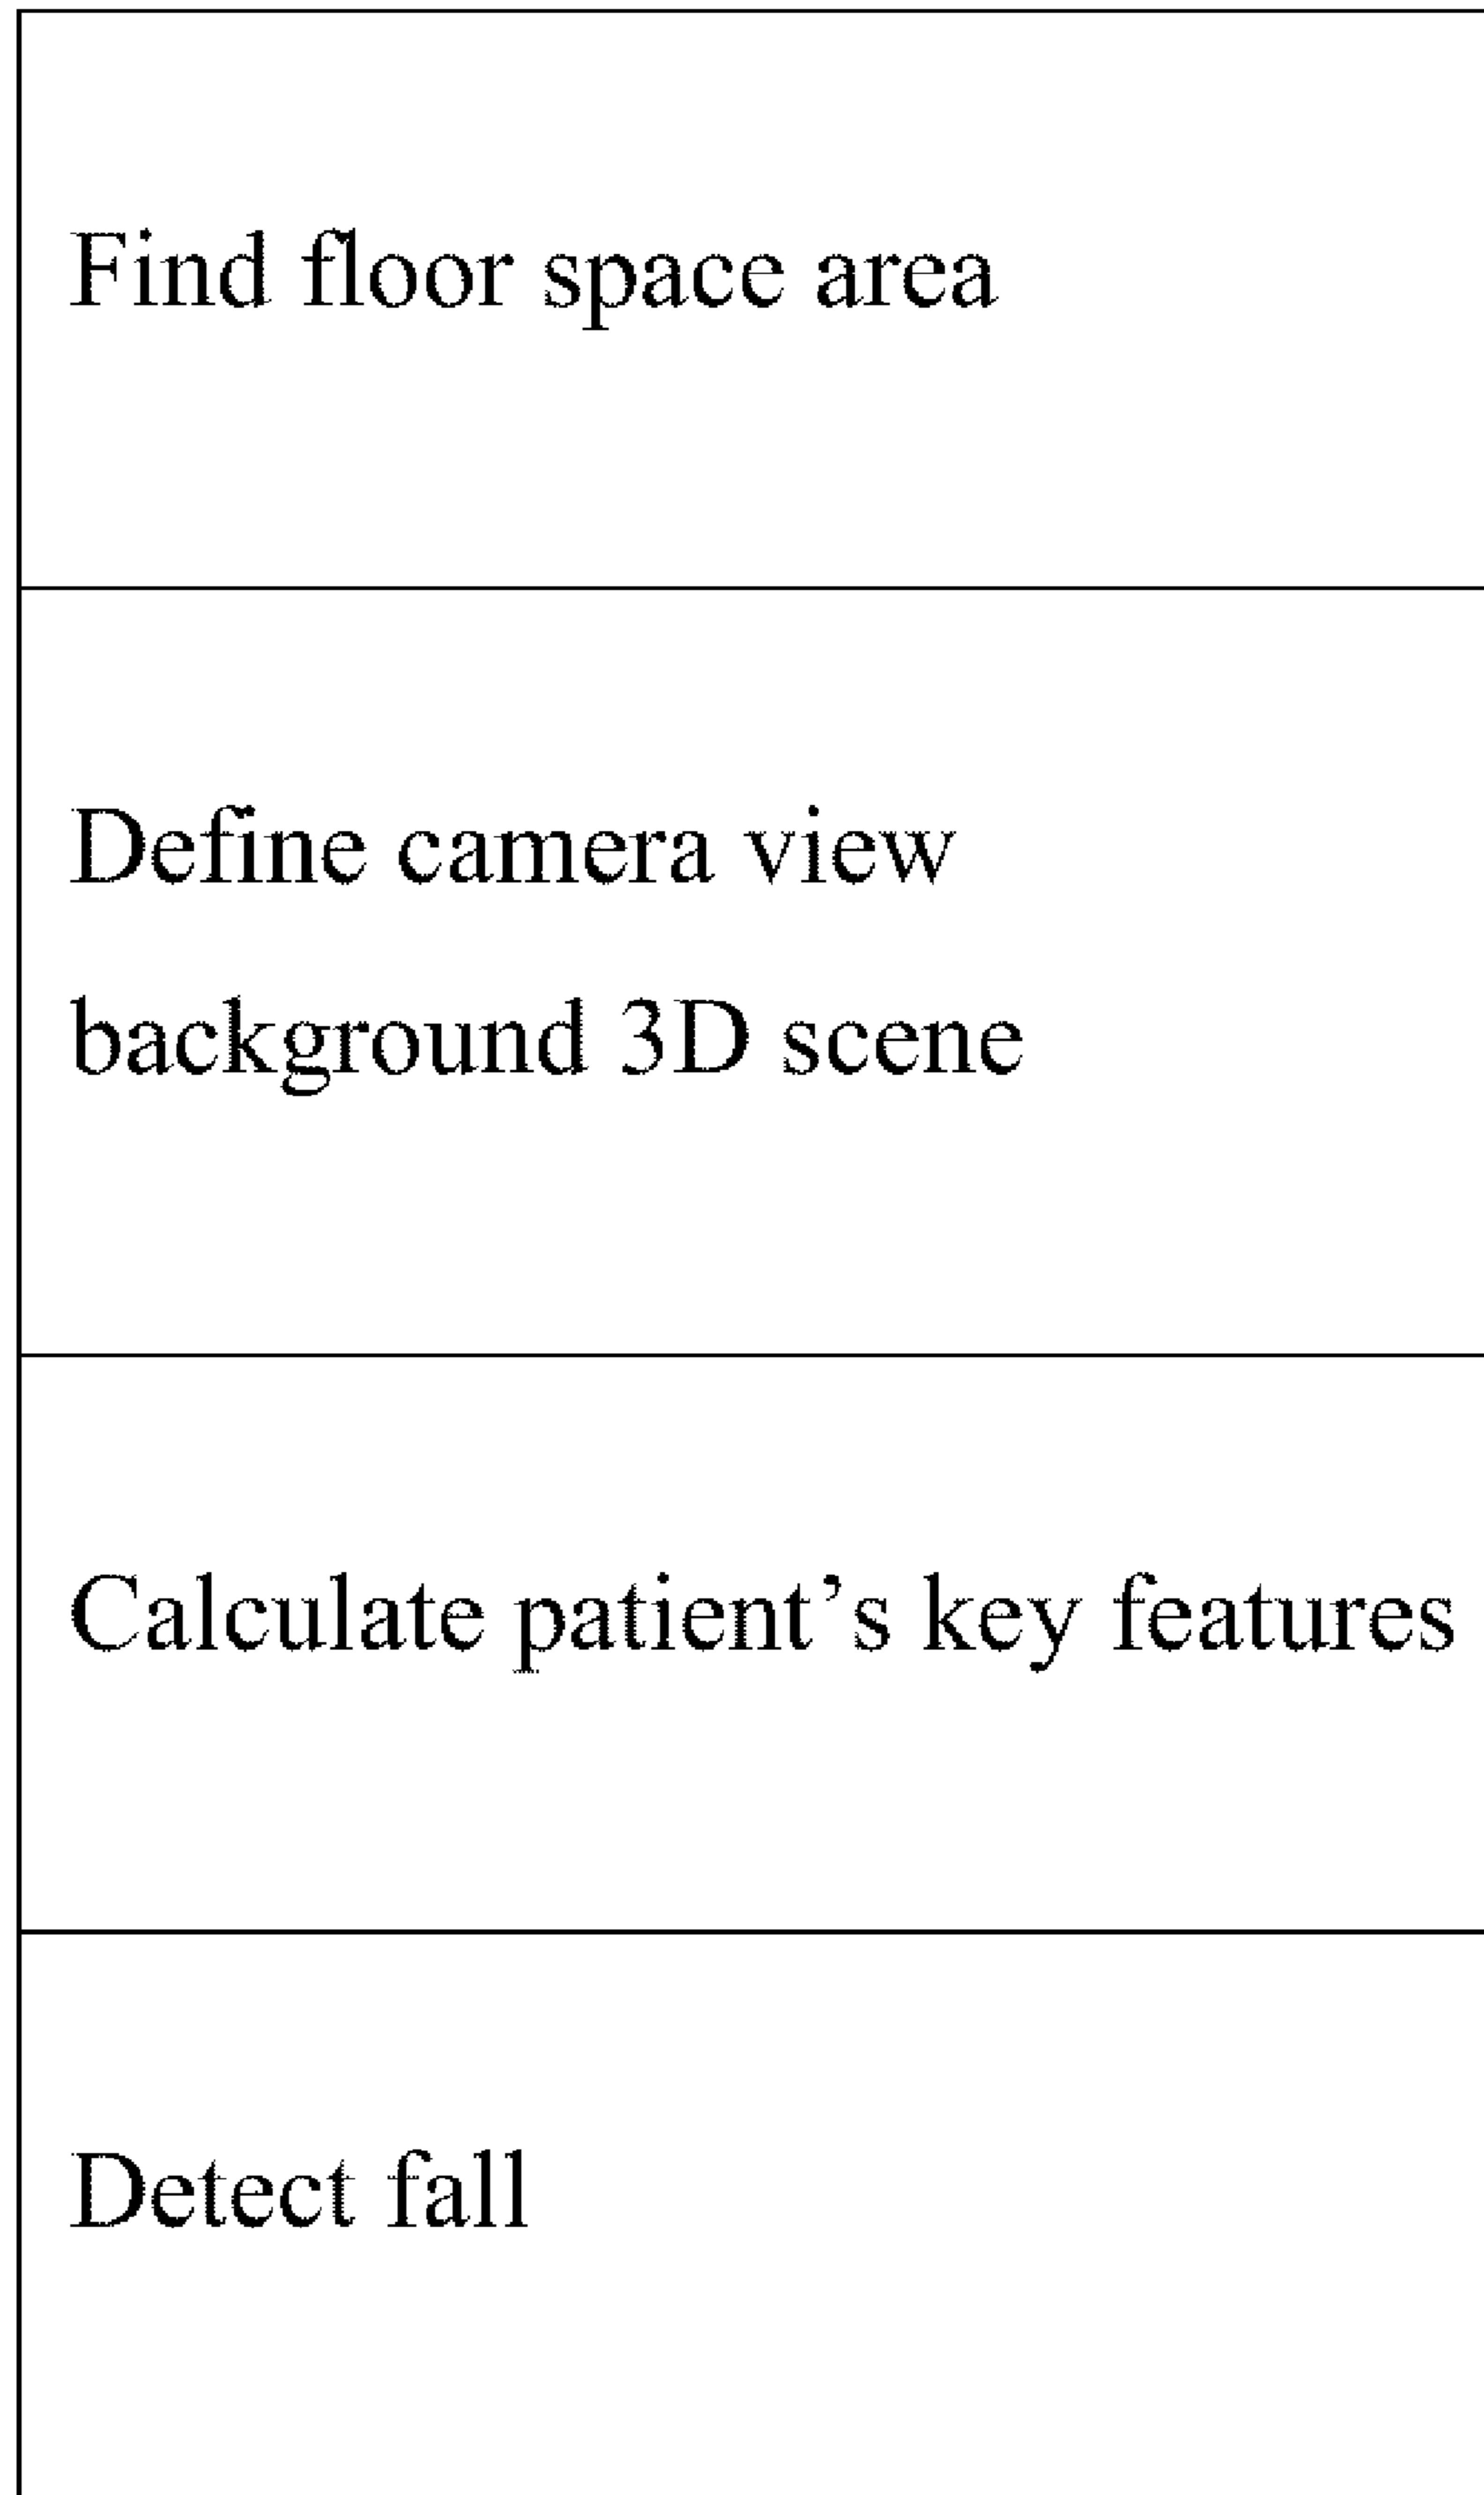 Find floor space area
Define camera view
background 3D scene
Calculate patient’s key features
Detect fall